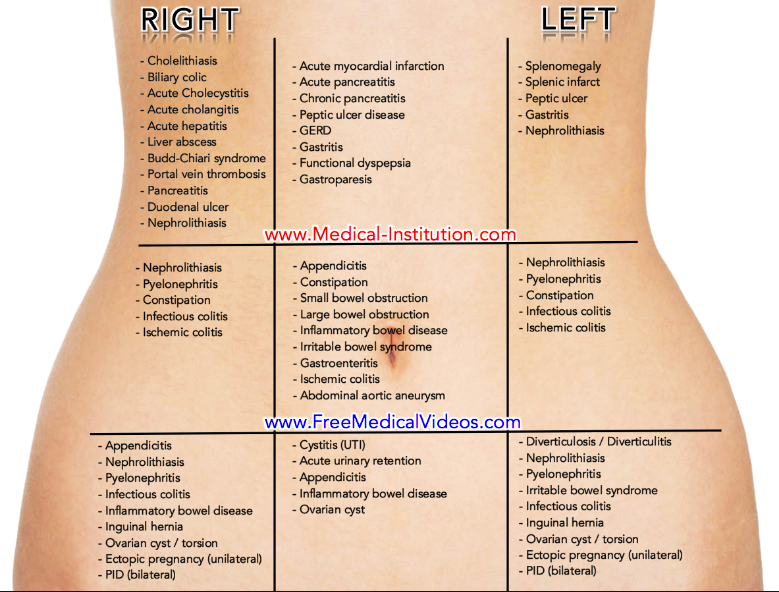 RIGHT
LEFT
- Cholelithiasis
- Biliary colic
- Acute Cholecystitis
- Acute cholangitis
- Acute hepatitis
- Liver abscess
- Budd-Chiari syndrome
- Portal vein thrombosis
- Pancreatitis
- Duodenal ulcer
- Nephrolithiasis
- Acute myocardial infarction
- Acute pancreatitis
- Chronic pancreatitis
- Peptic ulcer disease
- GERD
- Gastritis
- Functional dyspepsia
- Gastroparesis
- Splenomegaly
- Splenic infarct
- Peptic ulcer
- Gastritis
- Nephrolithiasis
www.Medical-Institution.com
- Nephrolithiasis
- Pyelonephritis
- Constipation
- Infectious colitis
- Ischemic colitis
- Appendicitis
- Constipation
- Small bowel obstruction
- Large bowel obstruction
- Inflammatory bowel disease
- Irritable bowel syndrome
- Gastroenteritis
- Ischemic colitis
- Abdominal aortic aneurysm
- Nephrolithiasis
- Pyelonephritis
- Constipation
- Infectious colitis
- Ischemic colitis
www.FreeMedicalVideos.com
- Appendicitis
- Nephrolithiasis
- Pyelonephritis
- Infectious colitis
- Inflammatory bowel disease
- Inguinal hernia
- Ovarian cyst / torsion
- Ectopic pregnancy (unilateral)
- PID (bilateral)
- Cystitis (UTI)
- Acute urinary retention
- Appendicitis
- Inflammatory bowel disease
- Ovarian cyst
- Diverticulosis / Diverticulitis
- Nephrolithiasis
- Pyelonephritis
- Irritable bowel syndrome
- Infectious colitis
- Inguinal hernia
- Ovarian cyst / torsion
- Ectopic pregnancy (unilateral)
- PID (bilateral)